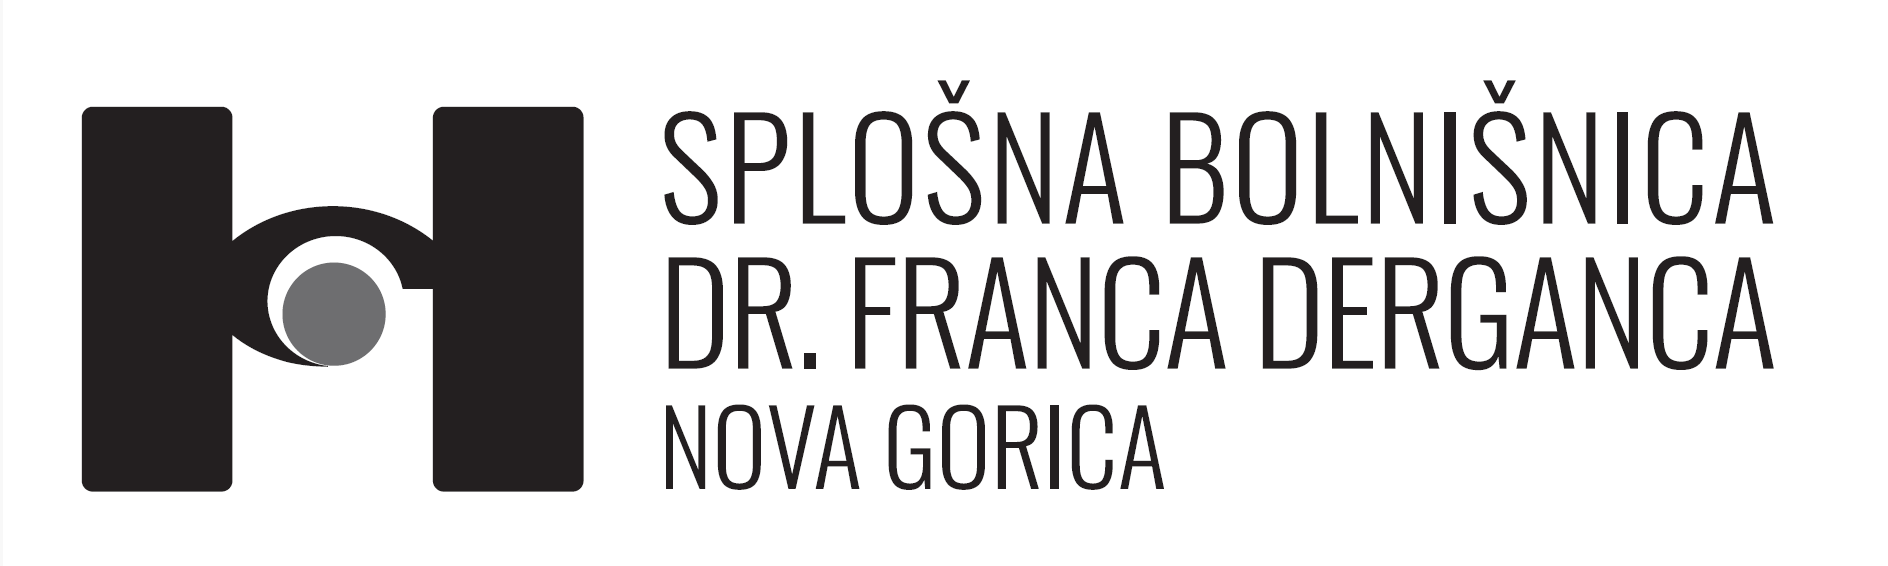 SPLOŠNA BOLNIŠNICA
DR. FRANCA DERGANCA
NOVA GORICA